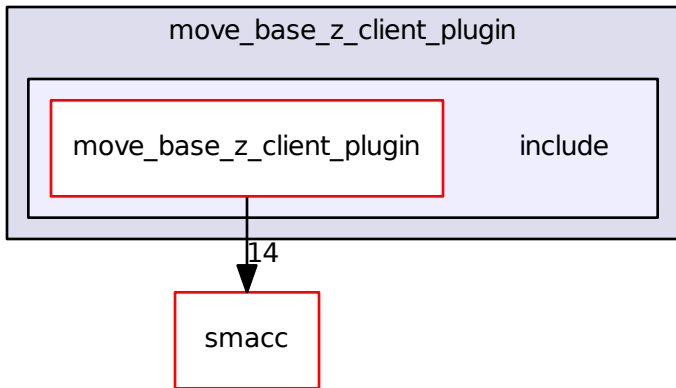 move_base_z_client_plugin
move_base_z_client_plugin
include
14
smacc